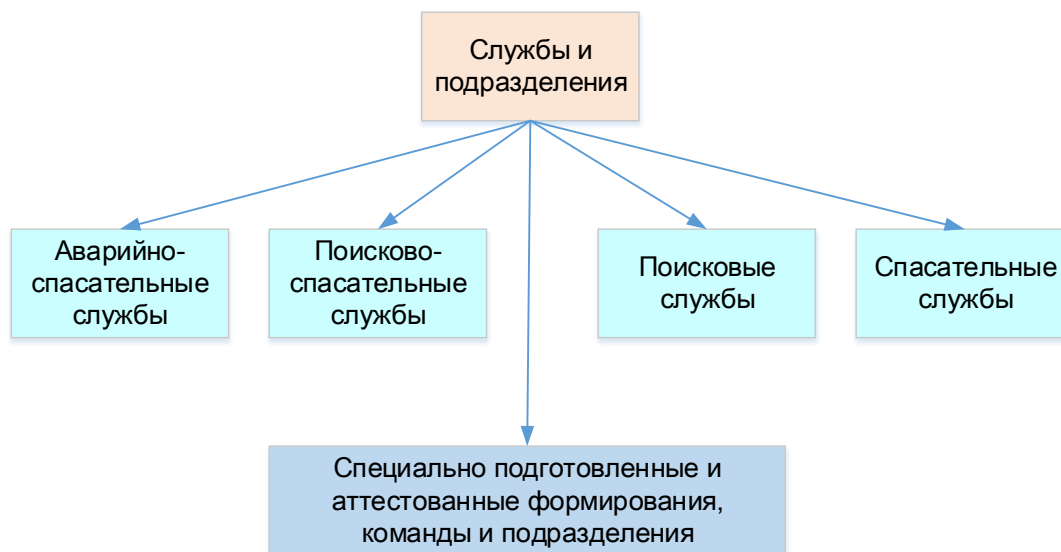 Службы и
подразделения
Аварийно-
спасательные
службы
Поисково-
спасательные
службы
Поисковые
службы
Спасательные
службы
Специально подготовленные и
аттестованные формирования,
команды и подразделения